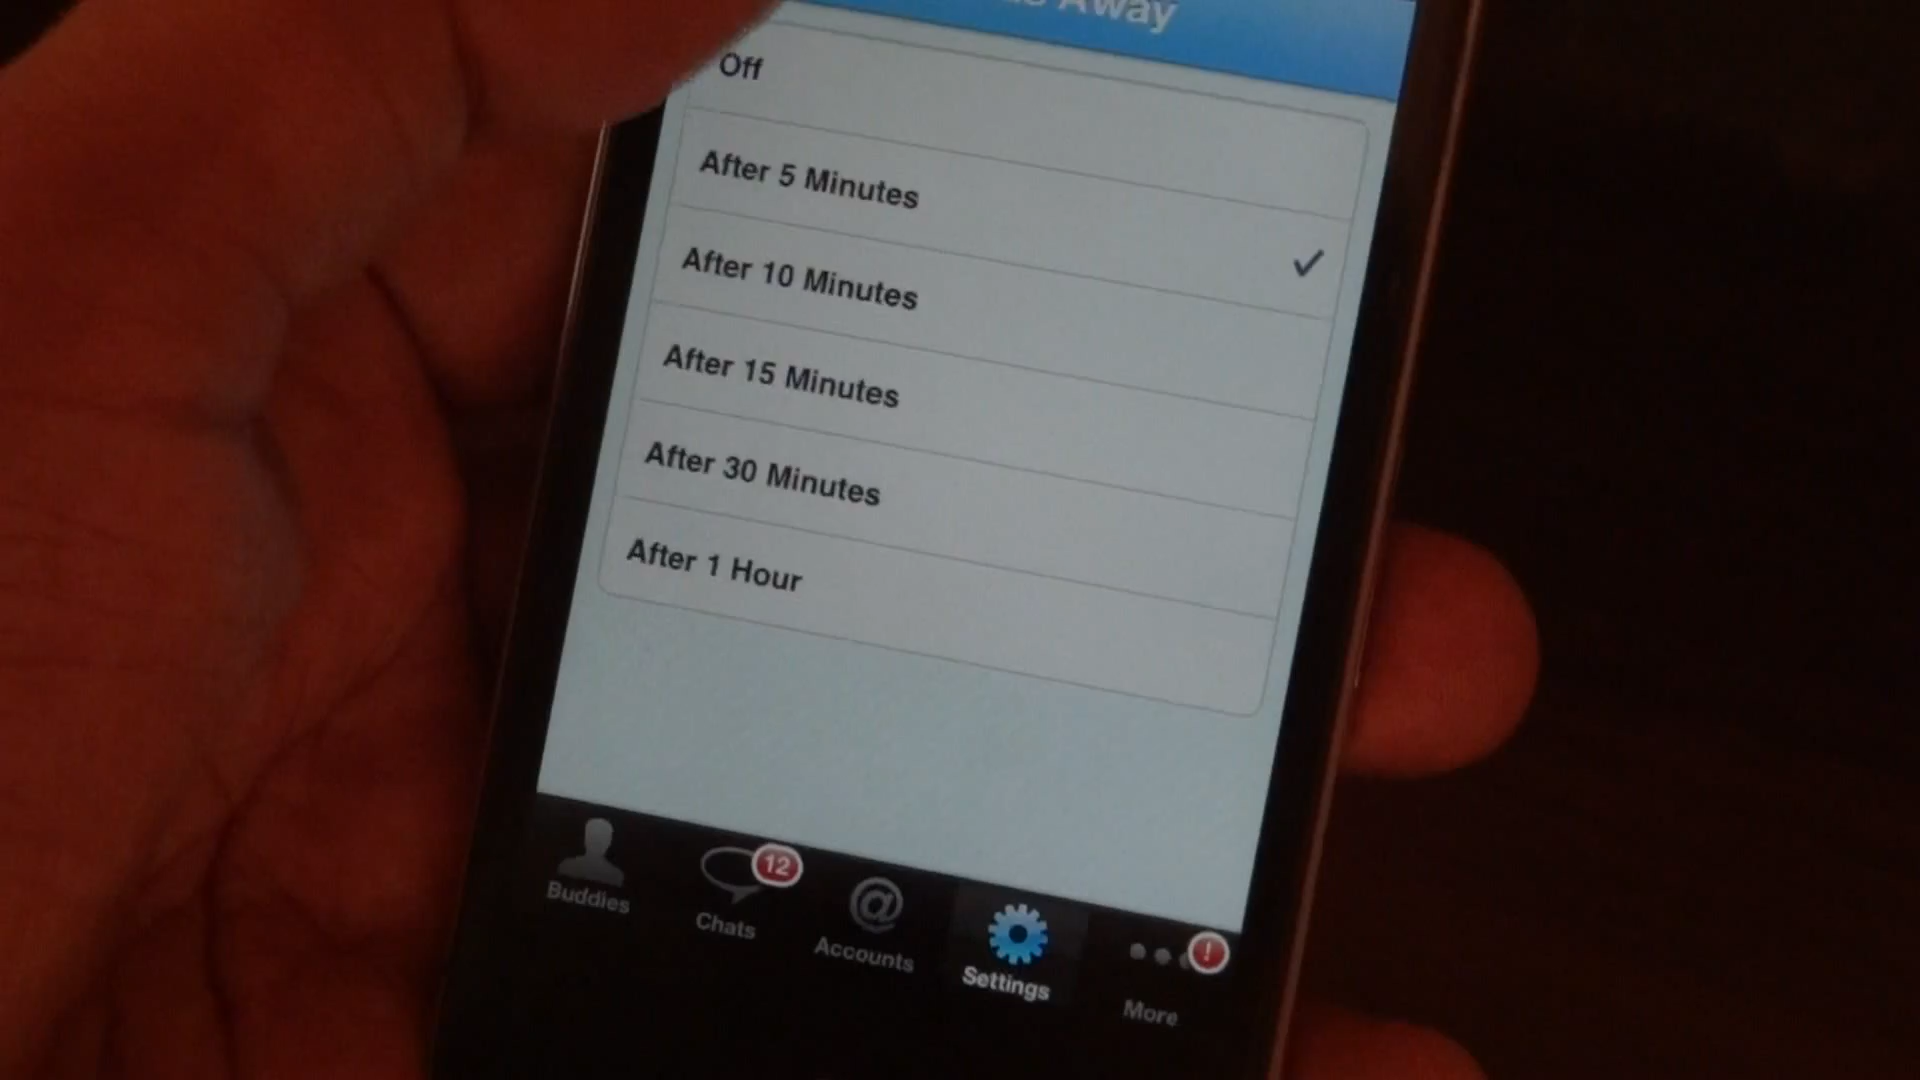 Away
Off
After 5 Minutes
After 10 Minutes
After 15 Minutes
After 30 Minutes
After 1 Hour
12
!
Buddies
Chats
Accounts
Settings
More